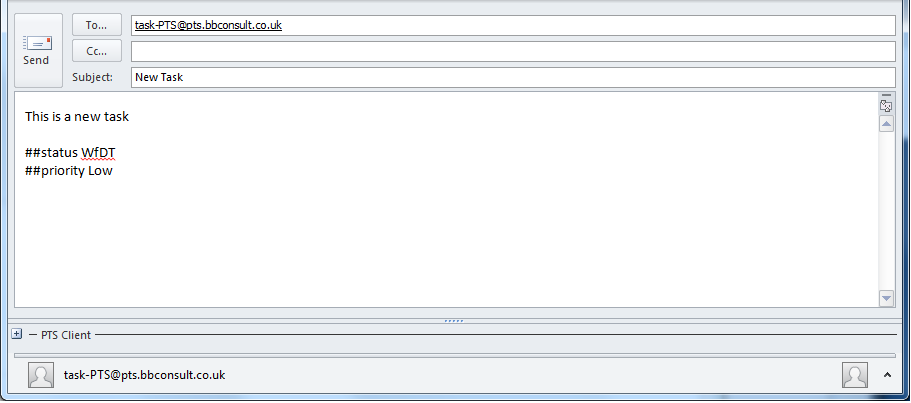 To...
task-PTS@pts.bbconsult.co.uk
Send
Cc...
Subject:
New Task
This is a new task
##status WfDT
##priority Low
PTS Client
task-PTS@pts.bbconsult.co.uk